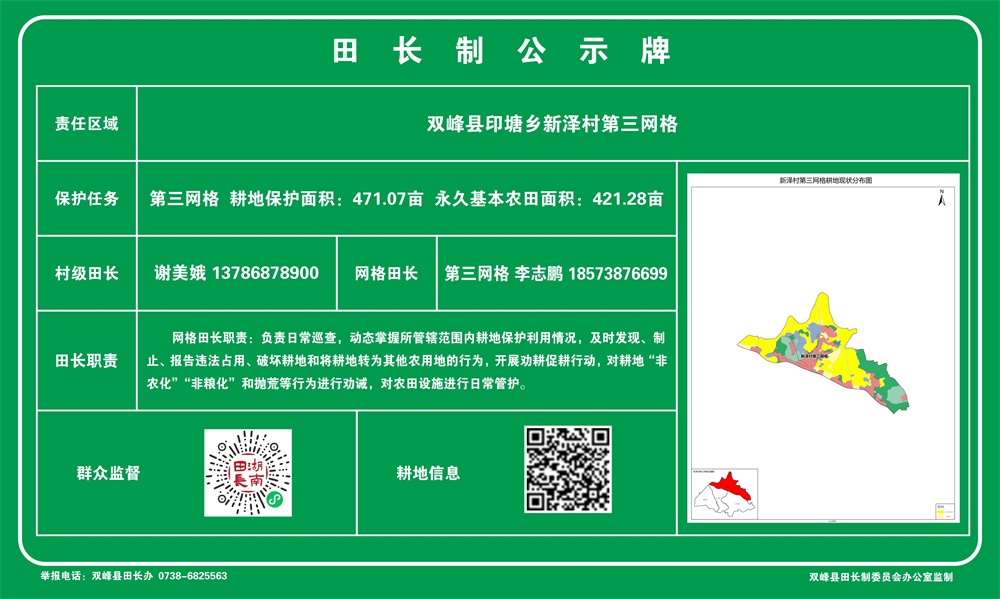 田长制公示牌
责任区域
双峰县印塘乡新泽村第三网格
保护任务
第三网格 耕地保护面积：471.07亩 永久基本农田面积：421.28亩
村级田长
谢美娥 13786878900
网格田长
第三网格 李志鹏 18573876699
田长职责
网格田长职责：负责日常巡查，动态掌握所管辖范围内耕地保护利用情况，及时发现、制
止、报告违法占用、破坏耕地和将耕地转为其他农用地的行为，开展劝耕促耕行动，对耕地“非
农化”“非粮化”和抛荒等行为进行劝诫，对农田设施进行日常管护。
新泽村第三网格耕地现状分布图
N
新泽村第三网格
群众监督
湖南田長
耕地信息
举报电话：双峰县田长办 0738-6825563
双峰县田长制委员会办公室监制